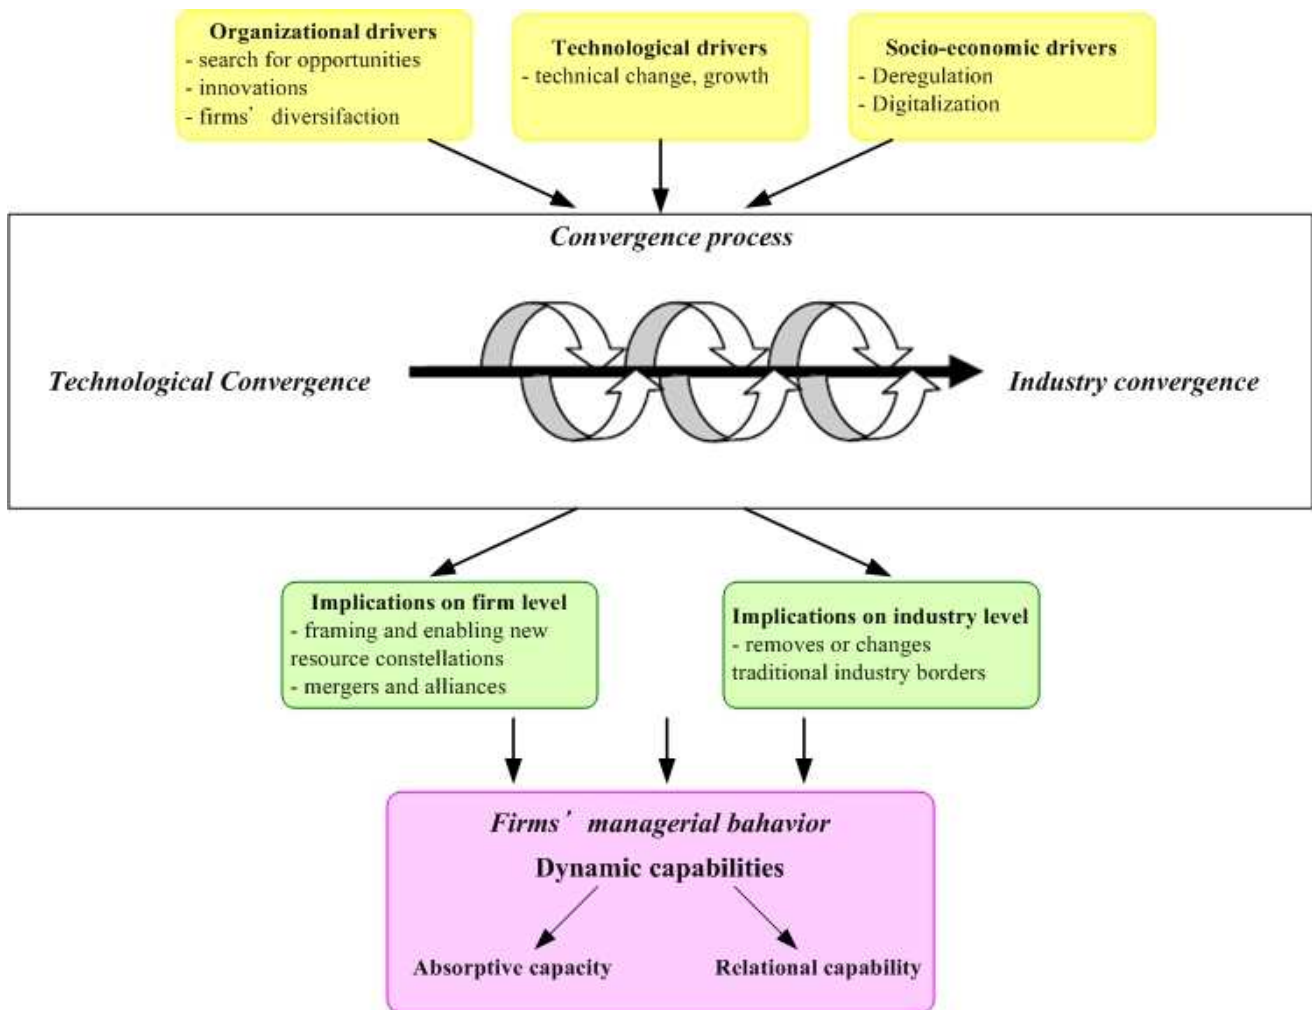 Organizational drivers
- search for opportunities
- innovations
- firms' diversifaction
Technological drivers
- technical change, growth
Socio-economic drivers
- Deregulation
- Digitalization
Convergence process
Technological Convergence
Industry convergence
Implications on firm level
- framing and enabling new
resource constellations
- mergers and alliances
Implications on industry level
- removes or changes
traditional industry borders
Firms' managerial bahavior
Dynamic capabilities
Absorptive capacity
Relational capability